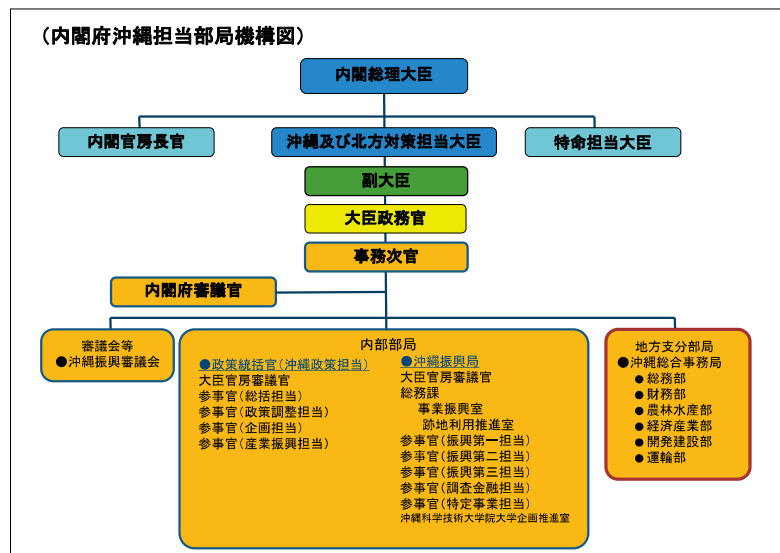 （内閣府沖縄担当部局機構図）
内閣総理大臣
内閣官房長官
沖縄及び北方対策担当大臣
特命担当大臣
副大臣
大臣政務官
事務次官
内閣府審議官
審議会等
●沖縄振興審議会
内部部局
●政策統括官（沖縄政策担当）
大臣官房審議官
参事官（総括担当）
参事官（政策調整担当）
参事官（企画担当）
参事官（産業振興担当）
●沖縄振興局
大臣官房審議官
総務課
事業振興室
跡地利用推進室
参事官（振興第一担当）
参事官（振興第二担当）
参事官（振興第三担当）
参事官（調査金融担当）
参事官（特定事業担当）
沖縄科学技術大学院大学企画推進室
地方支分部局
●沖縄総合事務局
●総務部
●財務部
●農林水産部
●経済産業部
●開発建設部
●運輸部